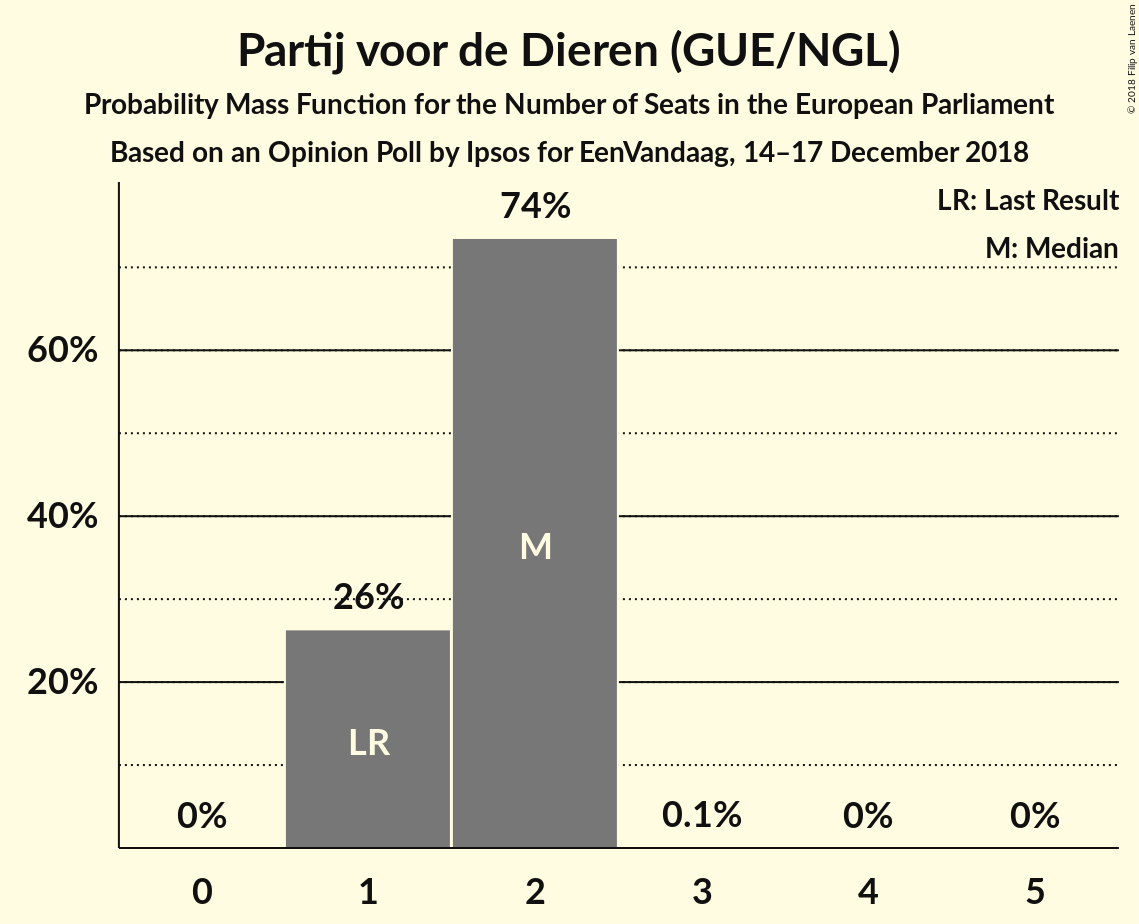 Partij voor de Dieren (GUE/NGL)
Probability Mass Function for the Number of Seats in the European Parliament
Based on an Opinion Poll by Ipsos for EenVandaag, 14–17 December 2018
© 2018 Filip van Laenen
LR: Last Result
M: Median
74%
60%
40%
M
26%
20%
LR
0%
0.1%
0%
0%
0 1 2 3 4 5